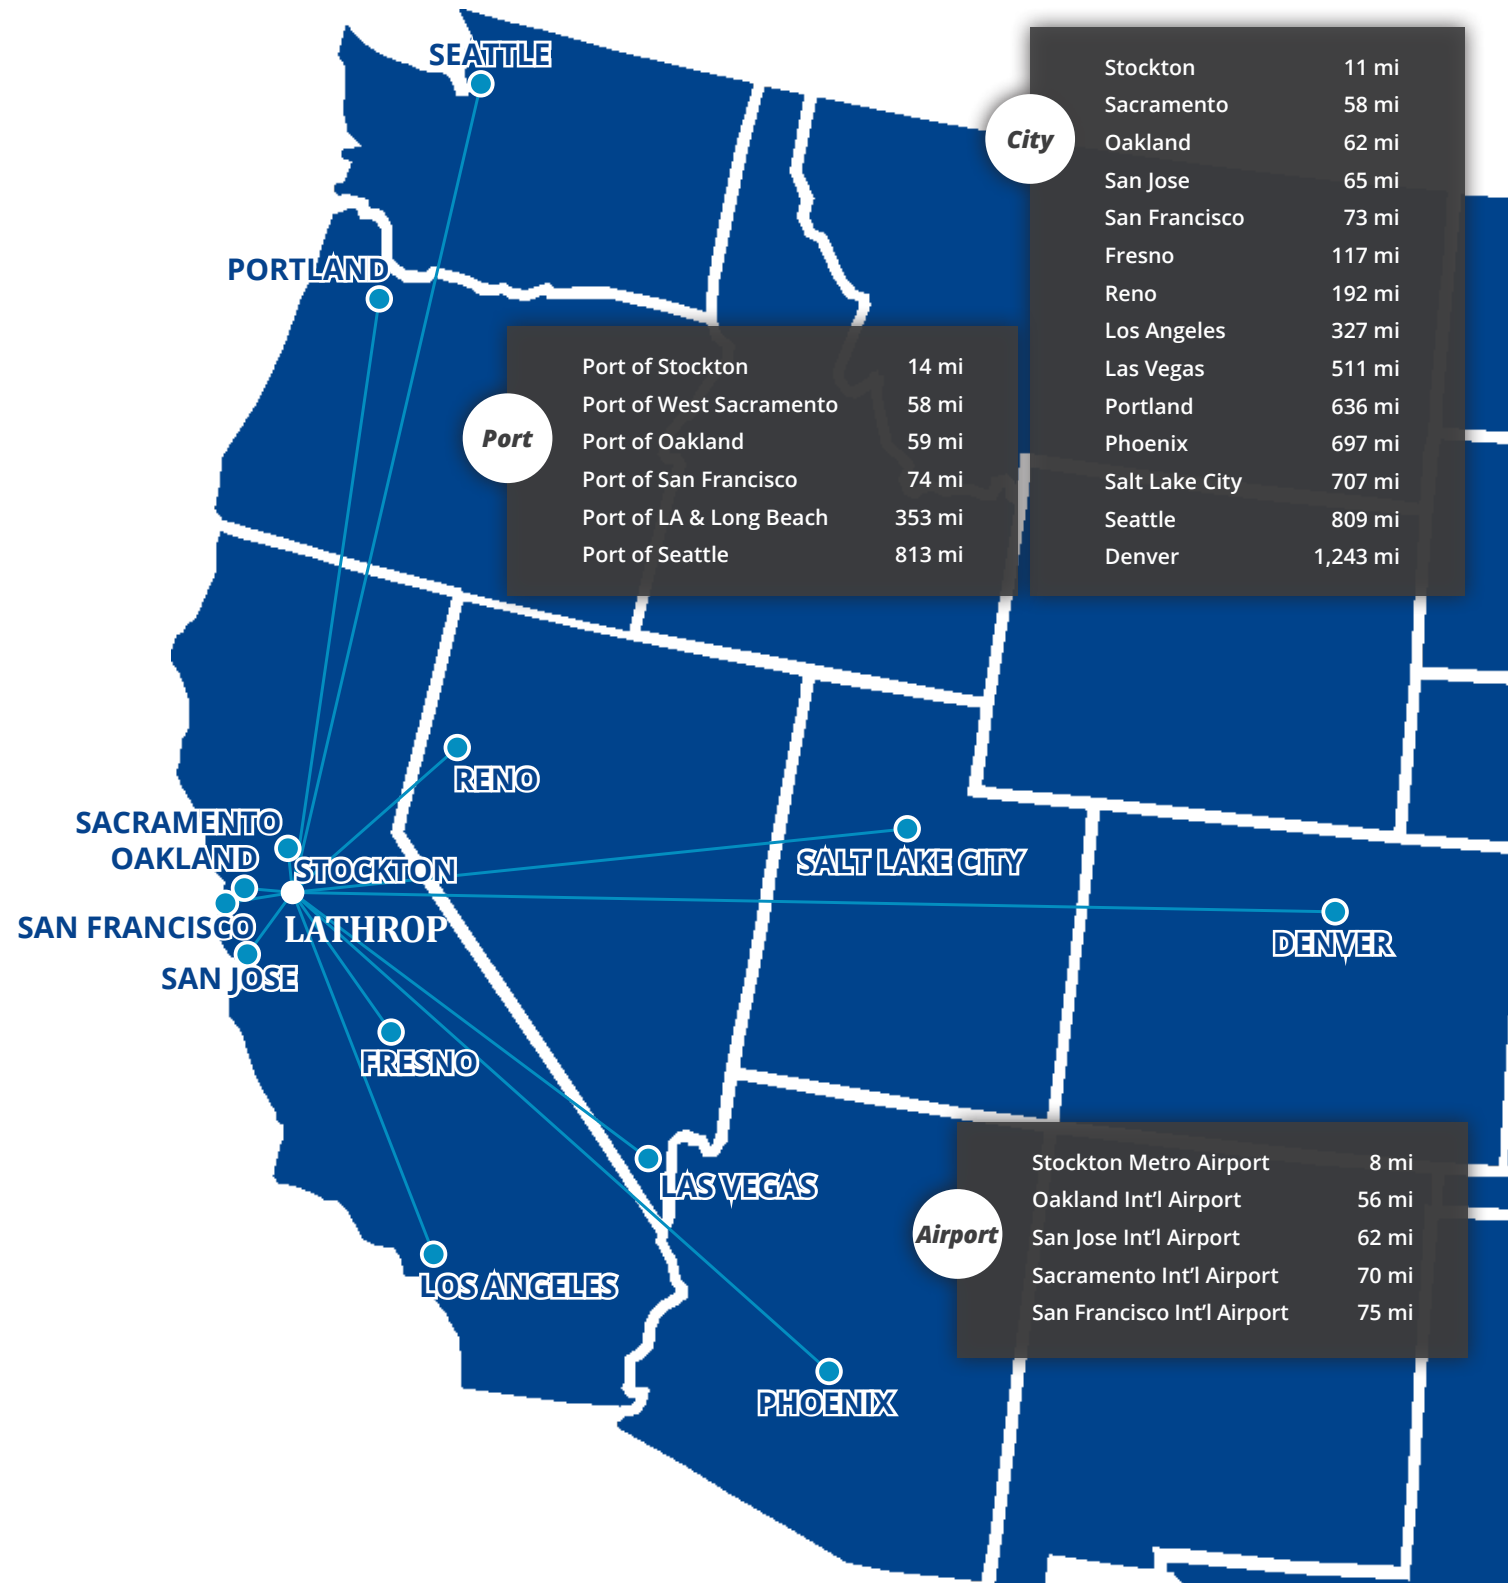 SEATTLE
PORTLAND
City
Stockton 11 mi
Sacramento 58 mi
Oakland 62 mi
San Jose 65 mi
San Francisco 73 mi
Fresno 117 mi
Reno 192 mi
Los Angeles 327 mi
Las Vegas 511 mi
Portland 636 mi
Phoenix 697 mi
Salt Lake City 707 mi
Seattle 809 mi
Denver 1,243 mi
Port
Port of Stockton 14 mi
Port of West Sacramento 58 mi
Port of Oakland 59 mi
Port of San Francisco 74 mi
Port of LA & Long Beach 353 mi
Port of Seattle 813 mi
RENO
SACRAMENTO
OAKLAND
STOCKTON
SALT LAKE CITY
SAN FRANCISCO
LATHROP
DENVER
SAN JOSE
FRESNO
LAS VEGAS
LOS ANGELES
PHOENIX
Airport
Stockton Metro Airport 8 mi
Oakland Int’l Airport 56 mi
San Jose Int’l Airport 62 mi
Sacramento Int’l Airport 70 mi
San Francisco Int’l Airport 75 mi